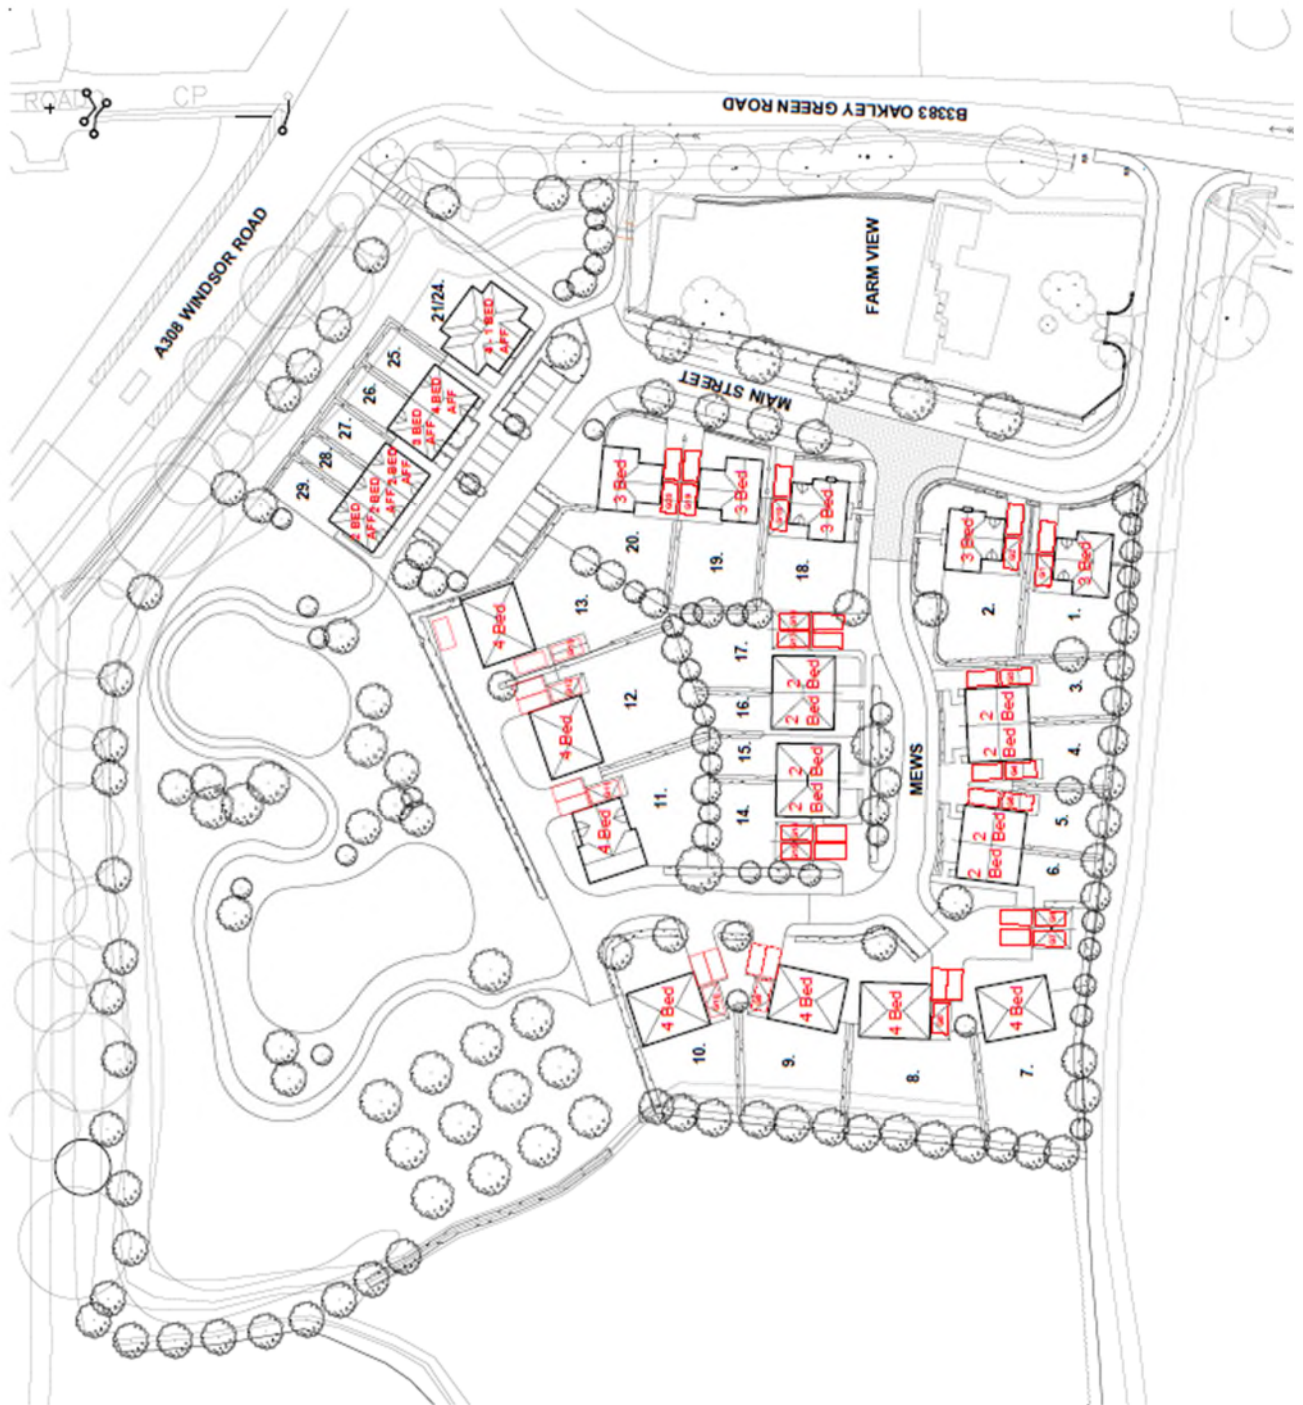 ROAD
CP
B3383 OAKLEY GREEN ROAD
A308 WINDSOR ROAD
FARM VIEW
MAIN STREET
21/24.
4 - 1 BED
AFF
25.
26.
27.
28.
29.
3 BED
AFF
4 BED
AFF
2 BED
AFF
2 BED
AFF
2 BED
AFF
3 Bed
3 Bed
3 Bed
20.
19.
18.
3 Bed
3 Bed
2.
1.
4 Bed
13.
4 Bed
12.
4 Bed
11.
17.
16.
15.
14.
2
2
Bed
Bed
2
2
Bed
Bed
MEWS
2
2
Bed
Bed
3.
4.
2
2
Bed
Bed
5.
6.
4 Bed
10.
4 Bed
9.
4 Bed
8.
4 Bed
7.